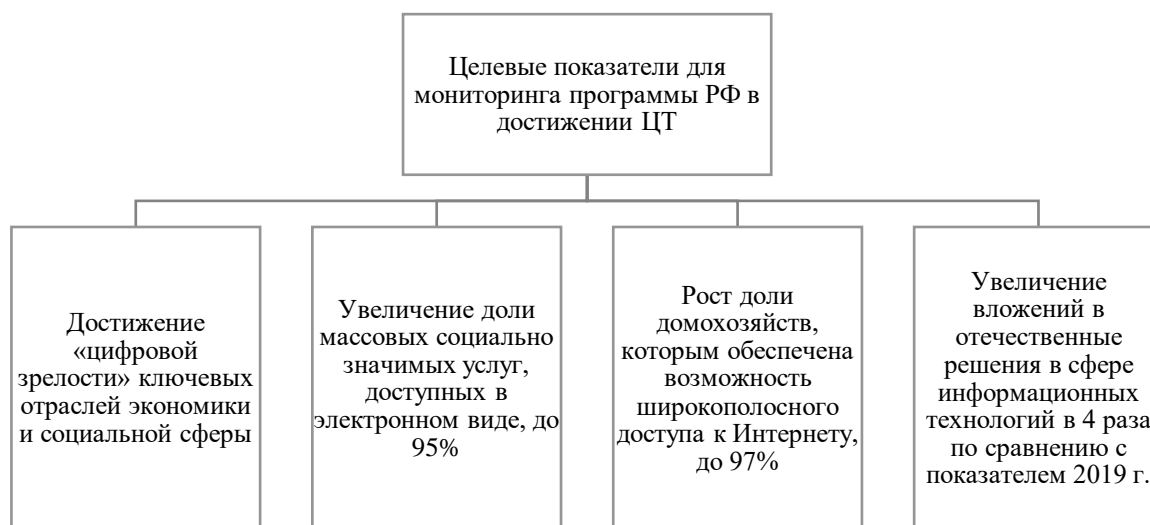 Целевые показатели для
мониторинга программы РФ в
достижении ЦТ
Достижение
«цифровой
зрелости» ключевых
отраслей экономики
и социальной сферы
Увеличение доли
массовых социально
значимых услуг,
доступных в
электронном виде, до
95%
Рост доли
домохозяйств,
которым обеспечена
возможность
широкополосного
доступа к Интернету,
до 97%
Увеличение
вложений в
отечественные
решения в сфере
информационных
технологий в 4 раза
по сравнению с
показателем 2019 г.